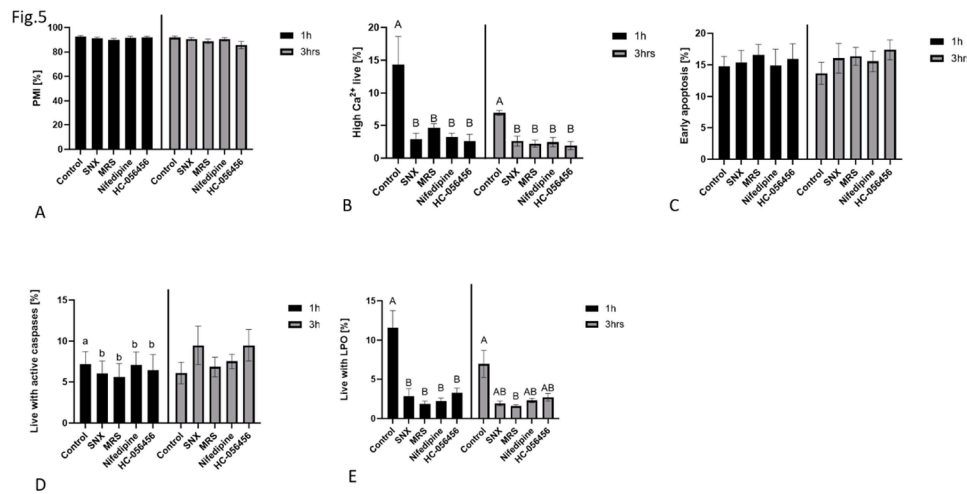 Fig.5
PMI [%]
100
80
60
40
20
0
Control
SNX
MRS
Nifedipine
HC-056456
Control
SNX
MRS
Nifedipine
HC-056456
1h
3hrs
A
High Ca²⁺ live [%]
20
15
10
5
0
A
B
B
B
B
A
B
B
B
B
Control
SNX
MRS
Nifedipine
HC-056456
Control
SNX
MRS
Nifedipine
HC-056456
1h
3hrs
B
Early apoptosis [%]
20
15
10
5
0
Control
SNX
MRS
Nifedipine
HC-056456
Control
SNX
MRS
Nifedipine
HC-056456
1h
3hrs
C
Live with active caspases [%]
15
10
5
0
a
b
b
b
b
Control
SNX
MRS
Nifedipine
HC-056456
Control
SNX
MRS
Nifedipine
HC-056456
1h
3h
D
Live with LPO [%]
15
10
5
0
A
B
B
B
B
A
AB
B
AB
AB
Control
SNX
MRS
Nifedipine
HC-056456
Control
SNX
MRS
Nifedipine
HC-056456
1h
3hrs
E